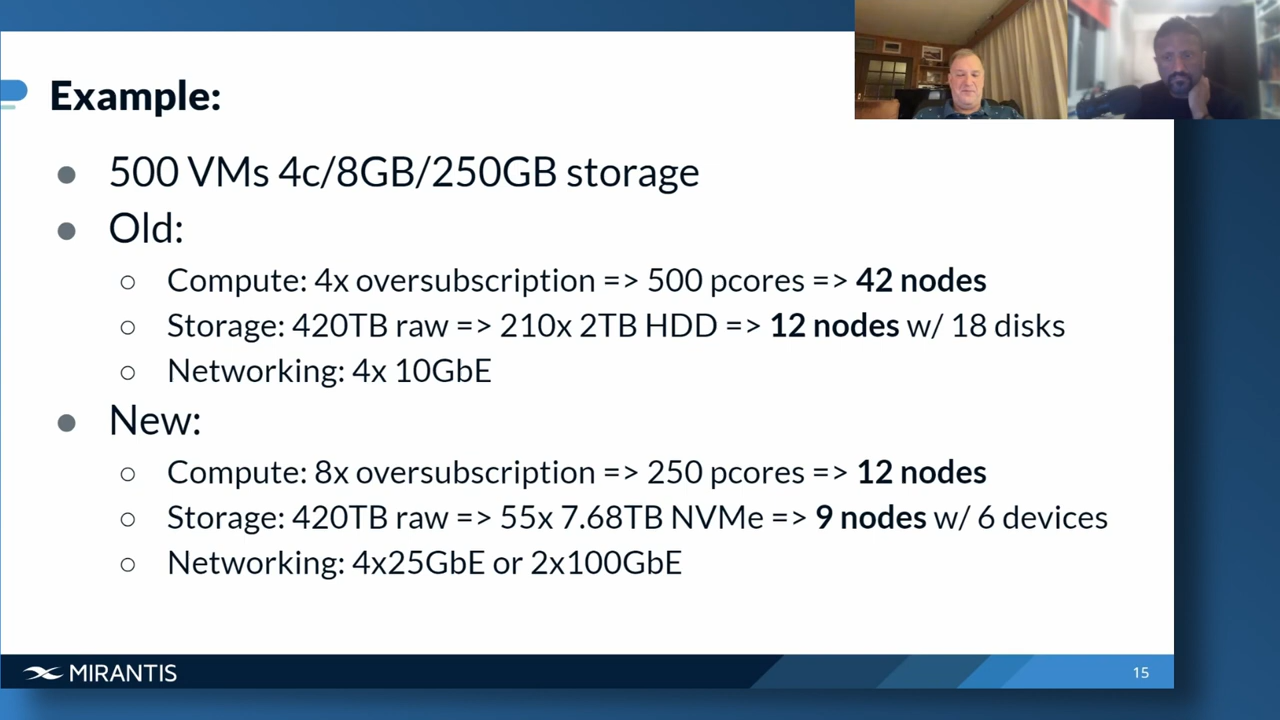 Example:
500 VMs 4c/8GB/250GB storage
Old:
Compute: 4x oversubscription => 500 pcores => 42 nodes
Storage: 420TB raw => 210x 2TB HDD => 12 nodes w/ 18 disks
Networking: 4x 10GbE
New:
Compute: 8x oversubscription => 250 pcores => 12 nodes
Storage: 420TB raw => 55x 7.68TB NVMe => 9 nodes w/ 6 devices
Networking: 4x25GbE or 2x100GbE
MIRANTIS
15